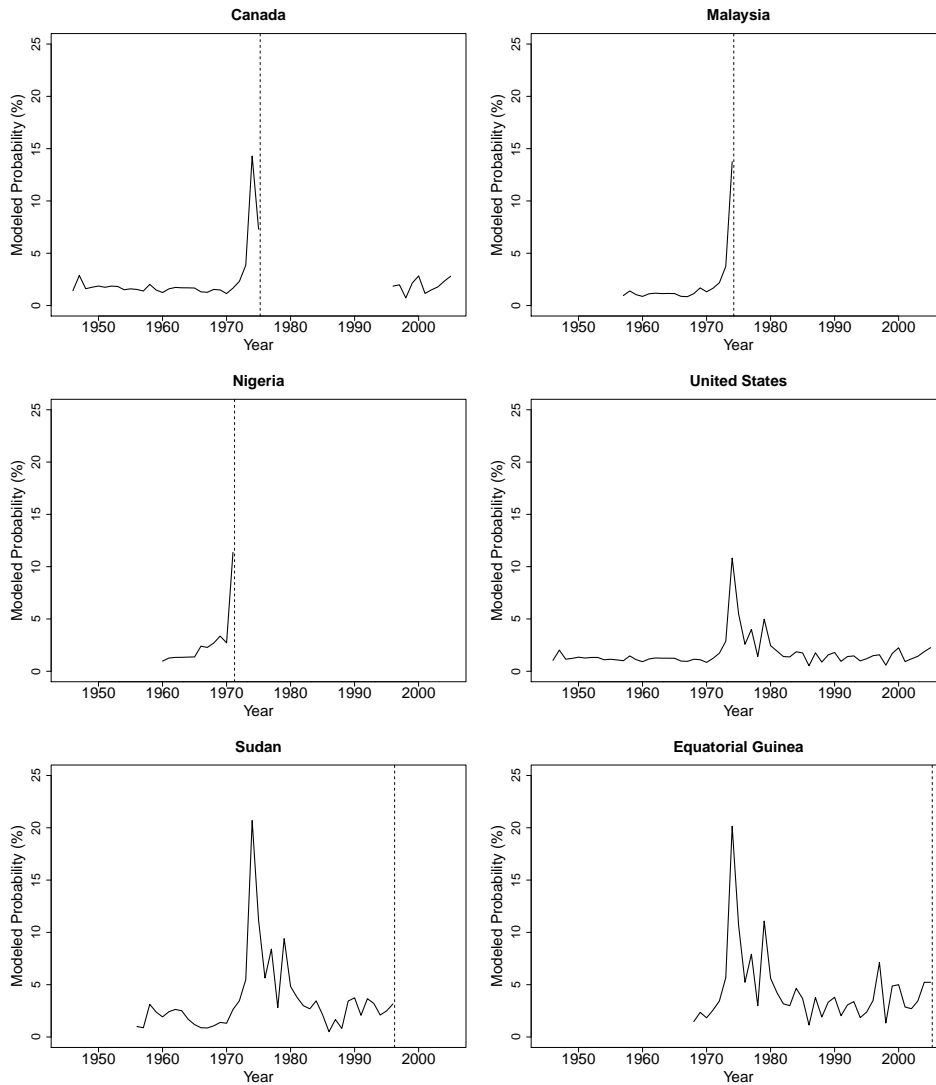 Canada
Modeled Probability (%)
0 5 10 15 20 25
1950 1960 1970 1980 1990 2000
Year
Malaysia
Modeled Probability (%)
0 5 10 15 20 25
1950 1960 1970 1980 1990 2000
Year
Nigeria
Modeled Probability (%)
0 5 10 15 20 25
1950 1960 1970 1980 1990 2000
Year
United States
Modeled Probability (%)
0 5 10 15 20 25
1950 1960 1970 1980 1990 2000
Year
Sudan
Modeled Probability (%)
0 5 10 15 20 25
1950 1960 1970 1980 1990 2000
Year
Equatorial Guinea
Modeled Probability (%)
0 5 10 15 20 25
1950 1960 1970 1980 1990 2000
Year